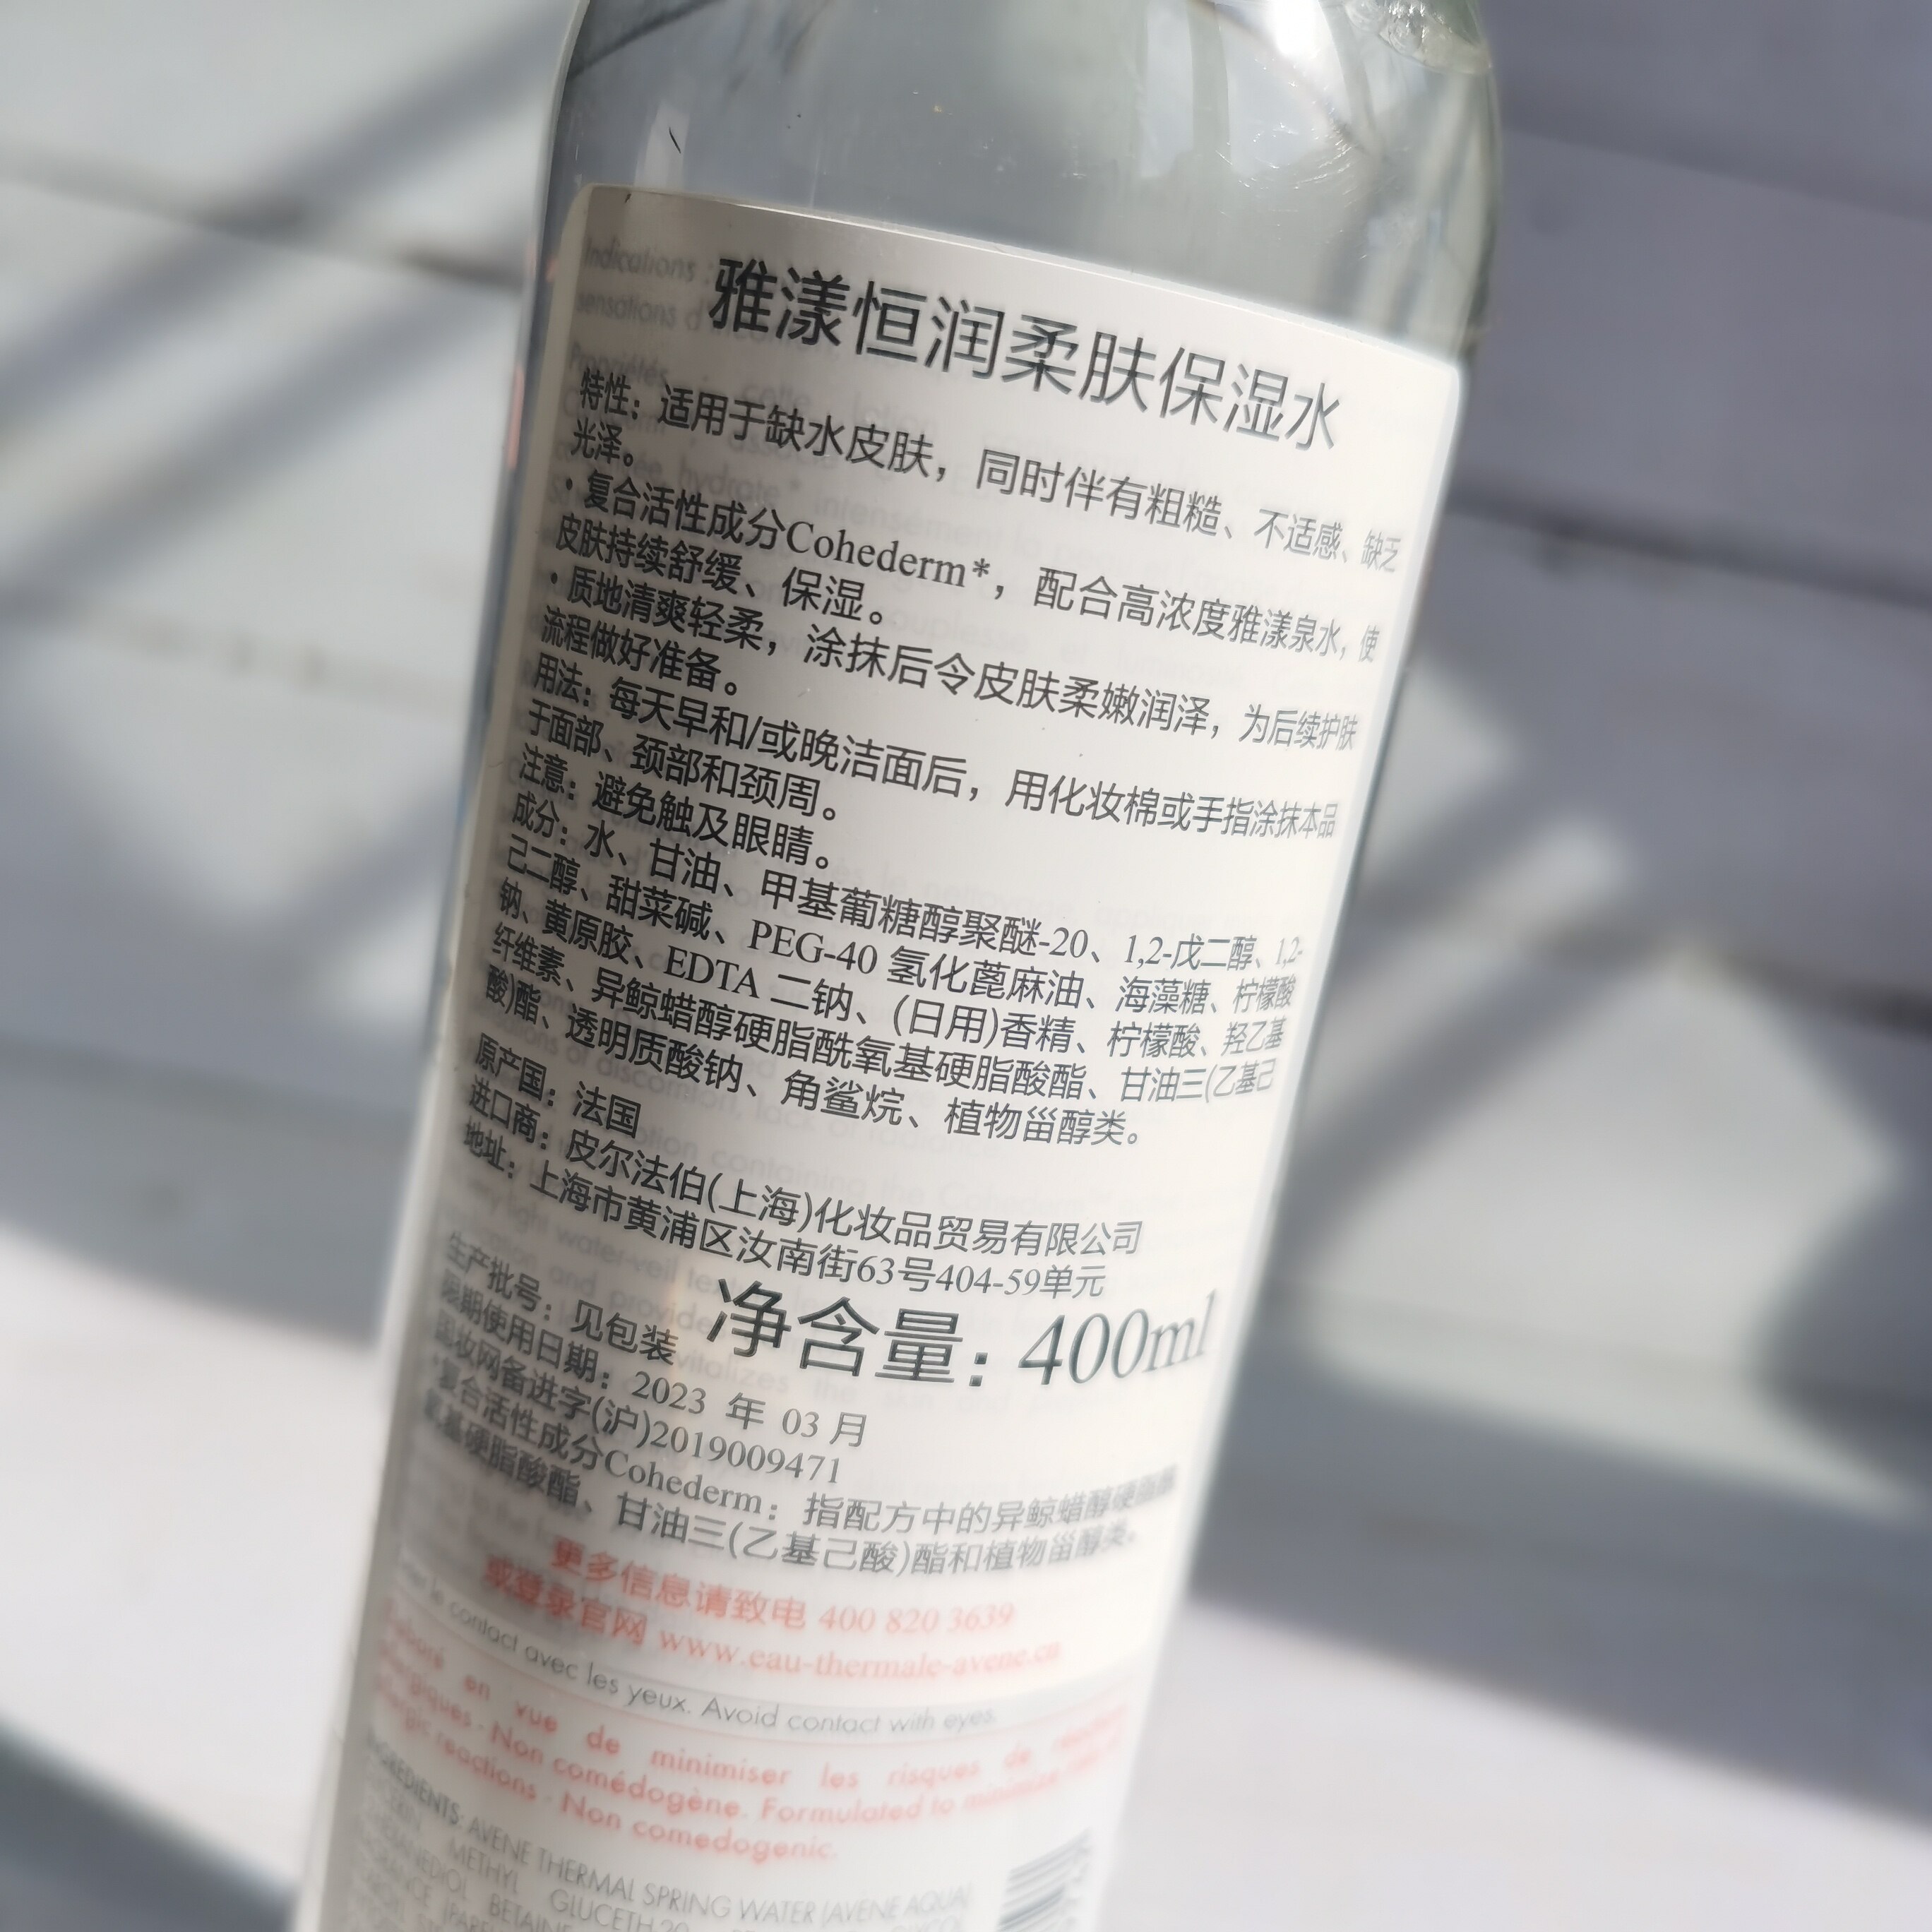 雅漾恒润柔肤保湿水
特性：适用于缺水皮肤，同时伴有粗糙、不适感、缺乏
光泽。
·复合活性成分Cohederm*，配合高浓度雅漾泉水，使
皮肤持续舒缓、保湿。
·质地清爽轻柔，涂抹后令皮肤柔嫩润泽，为后续护肤
流程做好准备。
用法：每天早和/或晚洁面后，用化妆棉或手指涂抹本品
于面部、颈部和颈周。
注意：避免触及眼睛。
成分：水、甘油、甲基葡糖醇聚醚-20、1,2-戊二醇、1,2-
己二醇、甜菜碱、PEG-40 氢化蓖麻油、海藻糖、柠檬酸
钠、黄原胶、EDTA 二钠、(日用)香精、柠檬酸、羟乙基
纤维素、异鲸蜡醇硬脂酰氧基硬脂酸酯、甘油三(乙基己
酸)酯、透明质酸钠、角鲨烷、植物甾醇类。
原产国：法国
进口商：皮尔法伯(上海)化妆品贸易有限公司
地址：上海市黄浦区汝南街63号404-59单元
生产批号：见包装
净含量：400ml
限期使用日期：2023 年 03月
国妆网备进字(沪)2019009471
*复合活性成分Cohederm：指配方中的异鲸蜡醇硬脂酰
氧基硬脂酸酯、甘油三(乙基己酸)酯和植物甾醇类。
更多信息请致电 400 820 3639
或登录官网 www.eau-thermale-avene.cn
le contact avec les yeux. Avoid contact with eyes.
en vue de minimiser les risques de
Non comédogène. Formulated to minimize
reactions · Non comedogenic.
INGREDIENTS: AVENE THERMAL SPRING WATER (AVENE AQUA)
METHYL GLUCETH-20
BETAINE